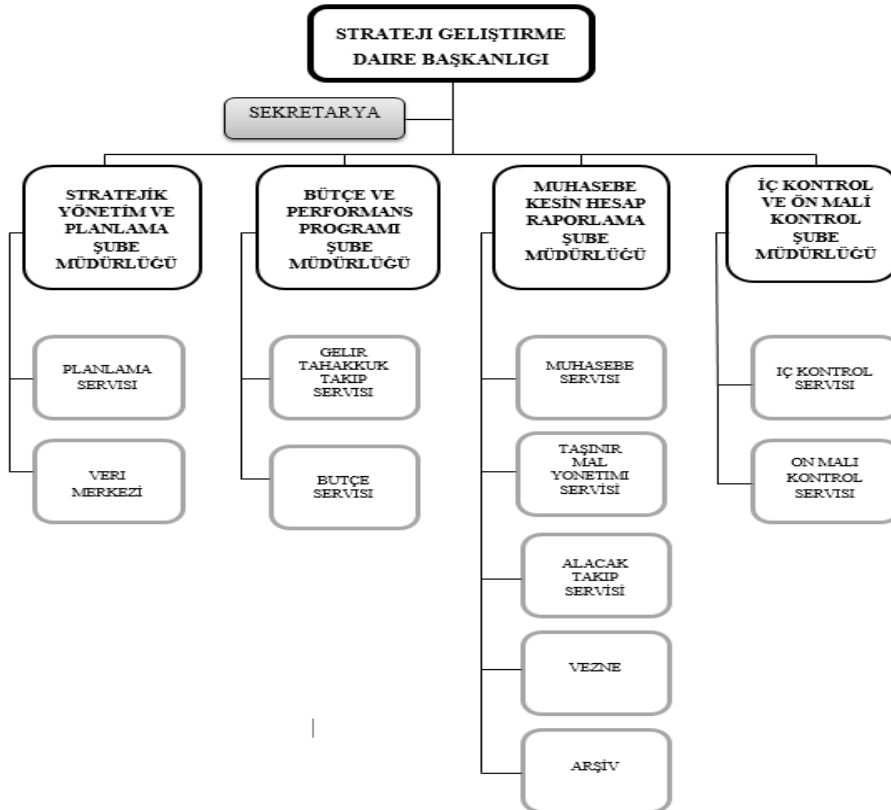 STRATEJI GELIŞTIRME
DAIRE BAŞKANLIGI
SEKRETARYA
STRATEJİK
YÖNETİM VE
PLANLAMA
ŞUBE
MÜDÜRLÜĞÜ
BÜTÇE VE
PERFORMANS
PROGRAMI
ŞUBE
MÜDÜRLÜĞÜ
MUHASEBE
KESİN HESAP
RAPORLAMA
ŞUBE
MÜDÜRLÜĞÜ
İÇ KONTROL
VE ÖN MALİ
KONTROL
ŞUBE
MÜDÜRLÜĞÜ
PLANLAMA
SERVISI
VERI
MERKEZİ
GELIR
TAHAKKUK
TAKIP
SERVISI
BUTÇE
SERVISI
MUHASEBE
SERVISI
TAŞINIR
MAL
YONETIMI
SERVİSİ
ALACAK
TAKIP
SERVİSİ
VEZNE
ARŞİV
IÇ KONTROL
SERVISI
ON MALI
KONTROL
SERVISI